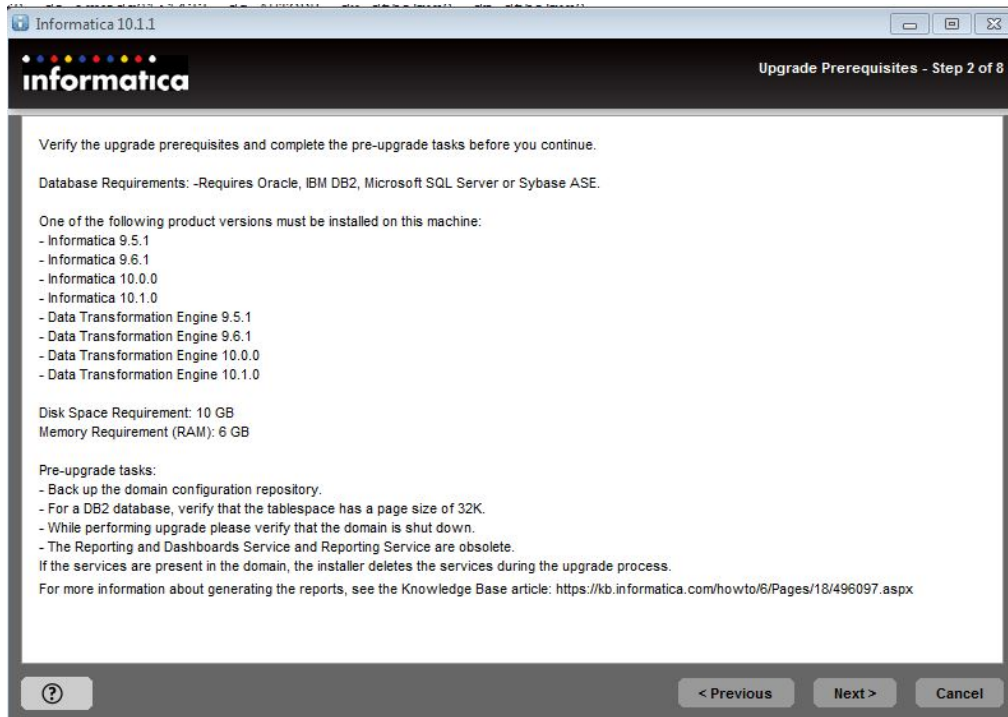 Informatica 10.1.1
informatica
Upgrade Prerequisites - Step 2 of 8
Verify the upgrade prerequisites and complete the pre-upgrade tasks before you continue.
Database Requirements: -Requires Oracle, IBM DB2, Microsoft SQL Server or Sybase ASE.
One of the following product versions must be installed on this machine:
- Informatica 9.5.1
- Informatica 9.6.1
- Informatica 10.0.0
- Informatica 10.1.0
- Data Transformation Engine 9.5.1
- Data Transformation Engine 9.6.1
- Data Transformation Engine 10.0.0
- Data Transformation Engine 10.1.0
Disk Space Requirement: 10 GB
Memory Requirement (RAM): 6 GB
Pre-upgrade tasks:
- Back up the domain configuration repository.
- For a DB2 database, verify that the tablespace has a page size of 32K.
- While performing upgrade please verify that the domain is shut down.
- The Reporting and Dashboards Service and Reporting Service are obsolete.
If the services are present in the domain, the installer deletes the services during the upgrade process.
For more information about generating the reports, see the Knowledge Base article: https://kb.informatica.com/howto/6/Pages/18/496097.aspx
?
< Previous
Next >
Cancel